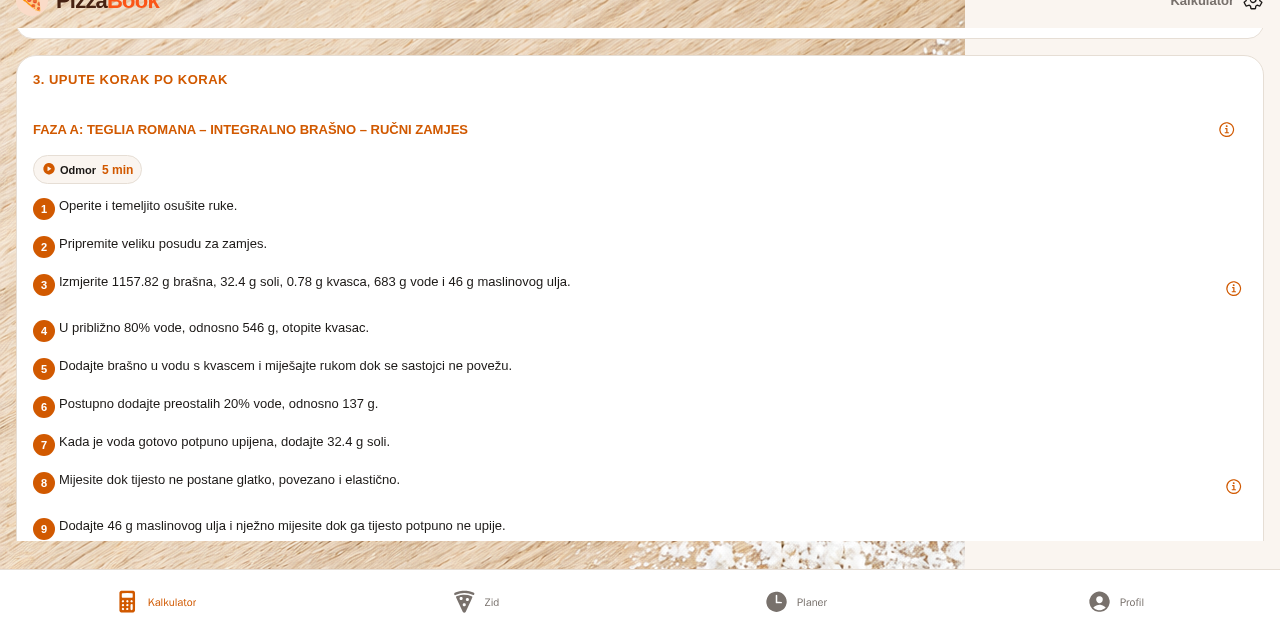 PizzaBook
Kalkulator
3. UPUTE KORAK PO KORAK
FAZA A: TEGLIA ROMANA – INTEGRALNO BRAŠNO – RUČNI ZAMJES
Odmor 5 min
1 Operite i temeljito osušite ruke.
2 Pripremite veliku posudu za zamjes.
3 Izmjerite 1157.82 g brašna, 32.4 g soli, 0.78 g kvasca, 683 g vode i 46 g maslinovog ulja.
4 U približno 80% vode, odnosno 546 g, otopite kvasac.
5 Dodajte brašno u vodu s kvascem i miješajte rukom dok se sastojci ne povežu.
6 Postupno dodajte preostalih 20% vode, odnosno 137 g.
7 Kada je voda gotovo potpuno upijena, dodajte 32.4 g soli.
8 Mijesite dok tijesto ne postane glatko, povezano i elastično.
9 Dodajte 46 g maslinovog ulja i nježno mijesite dok ga tijesto potpuno ne upije.
Kalkulator
Zid
Planer
Profil